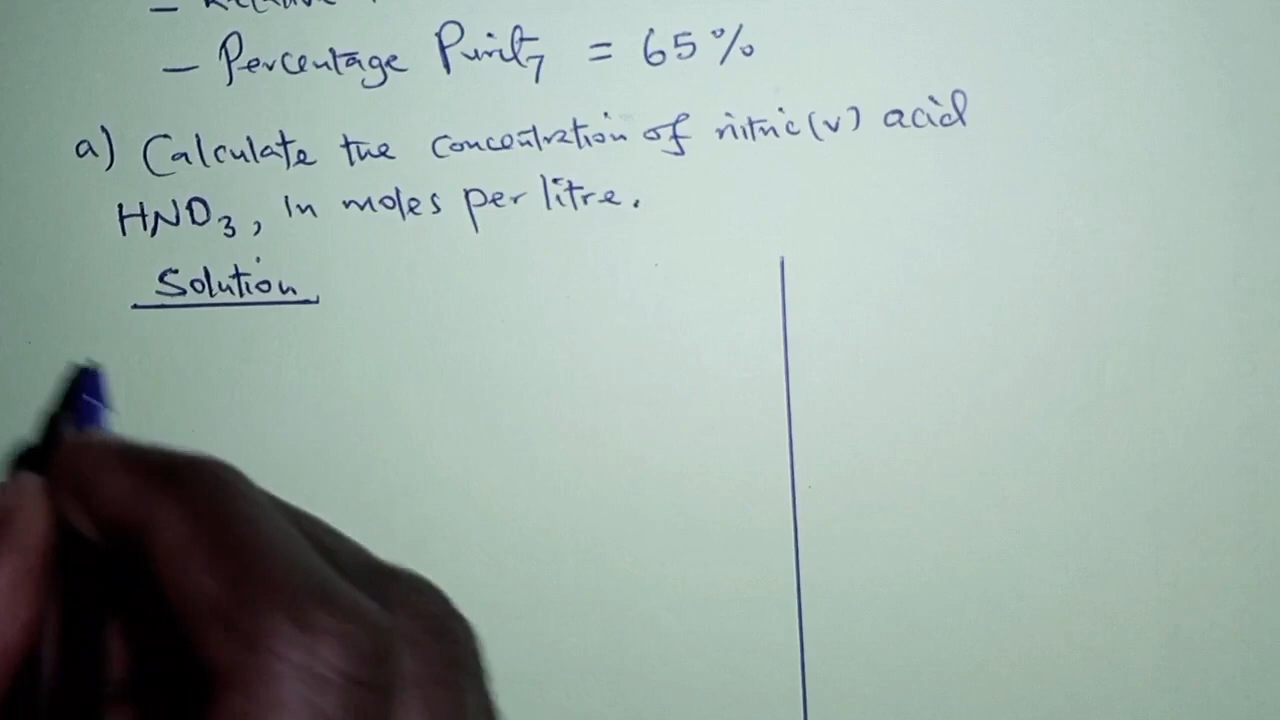 — Percentage Purity = 65%
a) Calculate the concentration of nitric(v) acid
HNO3, in moles per litre.
Solution